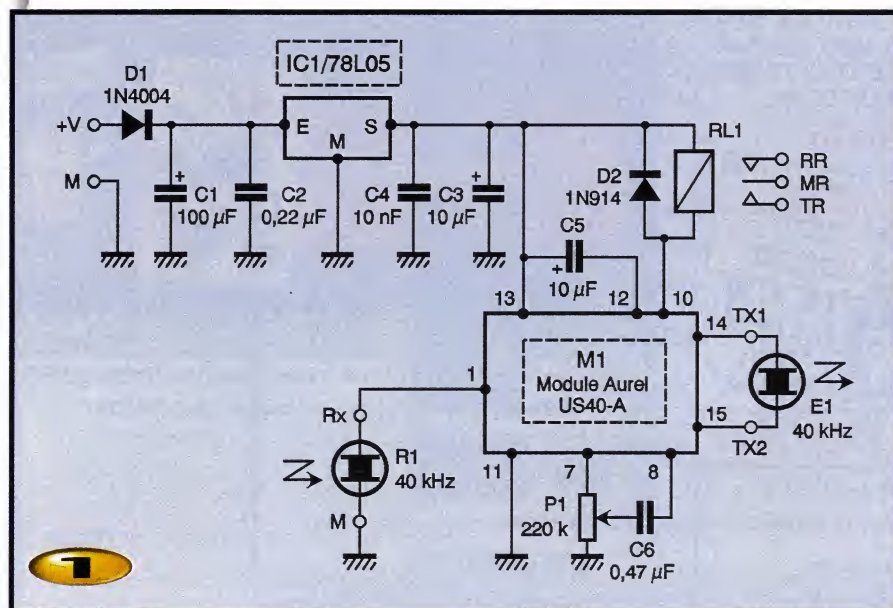 IC1/78L05
D1
1N4004
+V
E
S
M
M
RL1
D2
1N914
RR
MR
TR
C1
100 µF
C2
0,22 µF
C4
10 nF
C3
10 µF
C5
+
10 µF
13
12
10
14
TX1
M1
Module Aurel
US40-A
1
15
TX2
E1
40 kHz
Rx
R1
40 kHz
M
11
7
8
P1
220 k
C6
0,47 µF
1